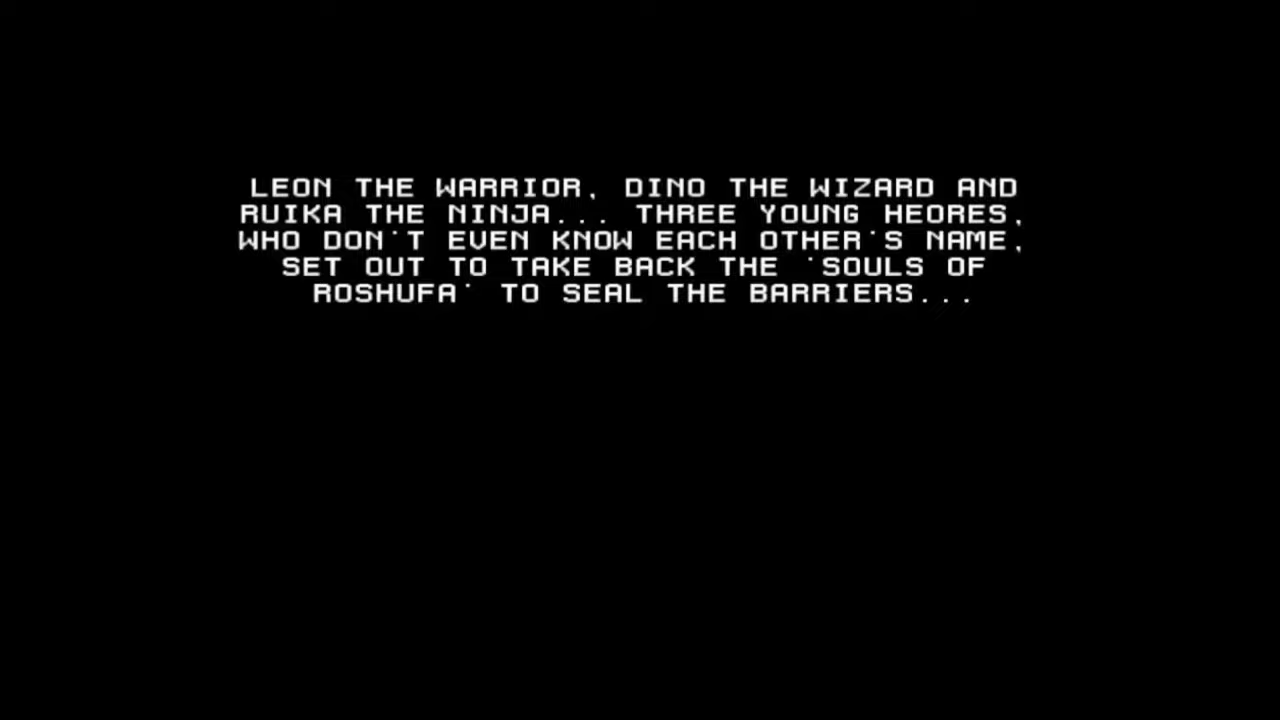 LEON THE WARRIOR, DINO THE WIZARD AND
RUIKA THE NINJA... THREE YOUNG HEORES,
WHO DON'T EVEN KNOW EACH OTHER'S NAME,
SET OUT TO TAKE BACK THE 'SOULS OF
ROSHUFA' TO SEAL THE BARRIERS...